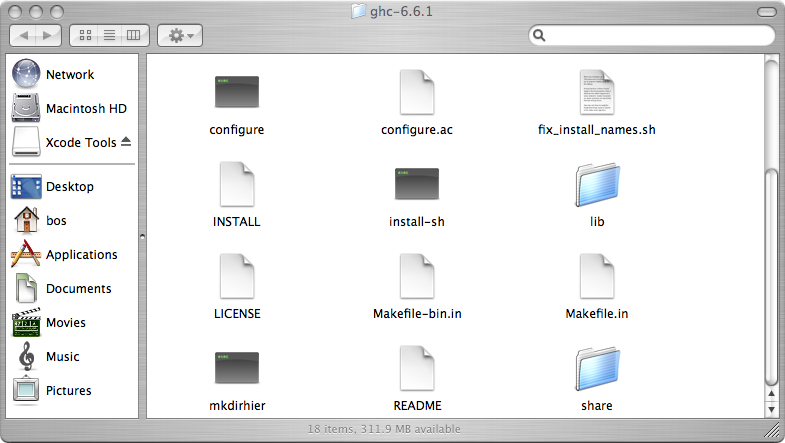 ghc-6.6.1
Network
Macintosh HD
Xcode Tools
Desktop
bos
Applications
Documents
Movies
Music
Pictures
configure
configure.ac
fix_install_names.sh
INSTALL
install-sh
lib
LICENSE
Makefile-bin.in
Makefile.in
mkdirhier
README
share
18 items, 311.9 MB available